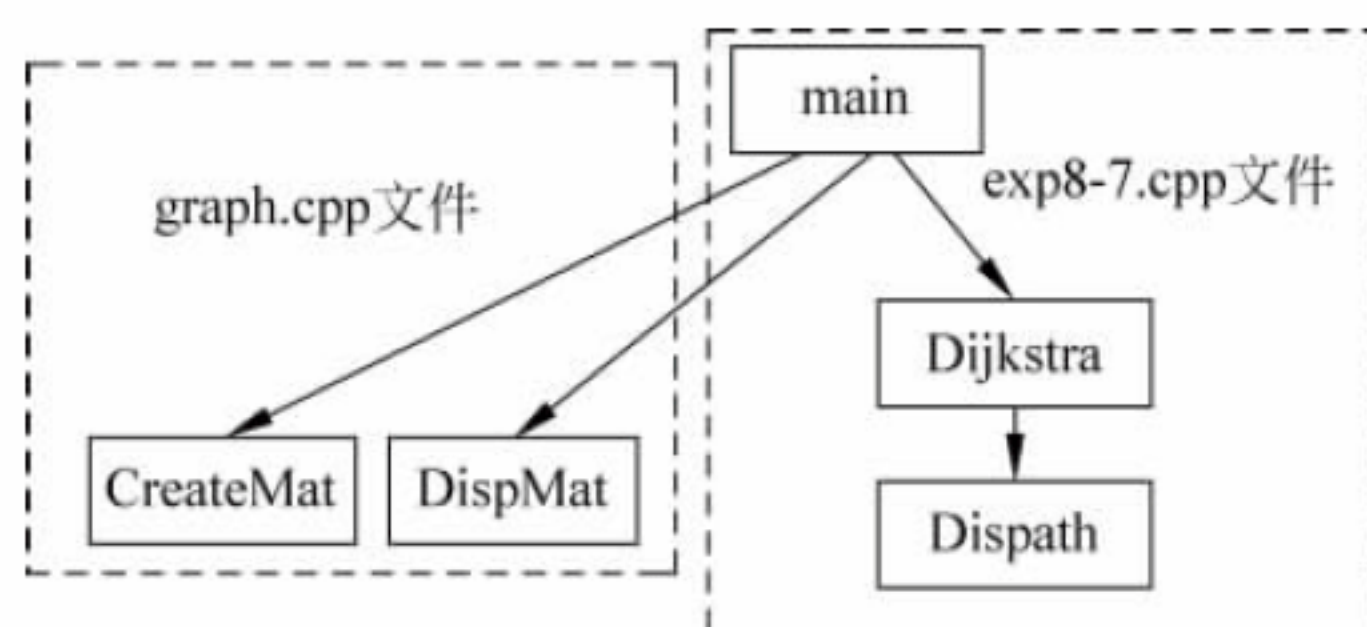 main
graph.cpp文件
exp8-7.cpp文件
Dijkstra
CreateMat
DispMat
Dispath